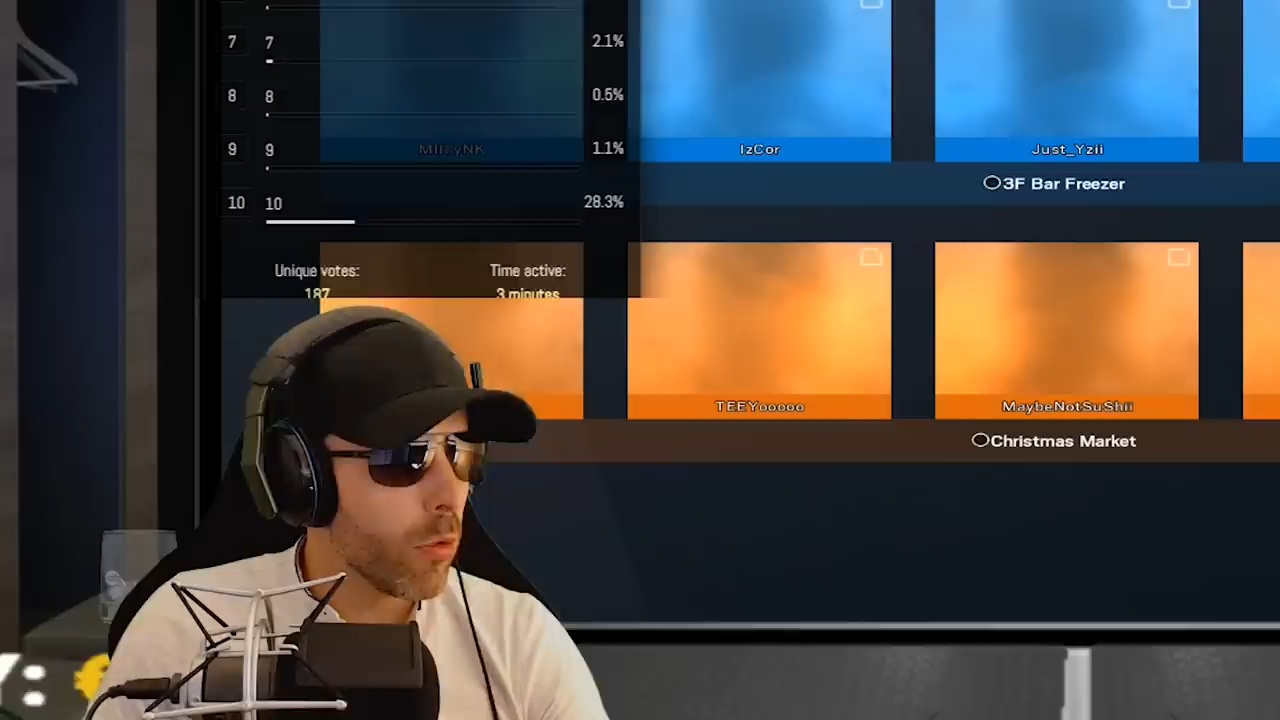 7 7 2.1%
8 8 0.5%
9 9 1.1%
10 10 28.3%
Unique votes: Time active:
187 3 minutes
IzCor Just_Yzii
3F Bar Freezer
TEEYooooo MaybeNotSuShii
Christmas Market